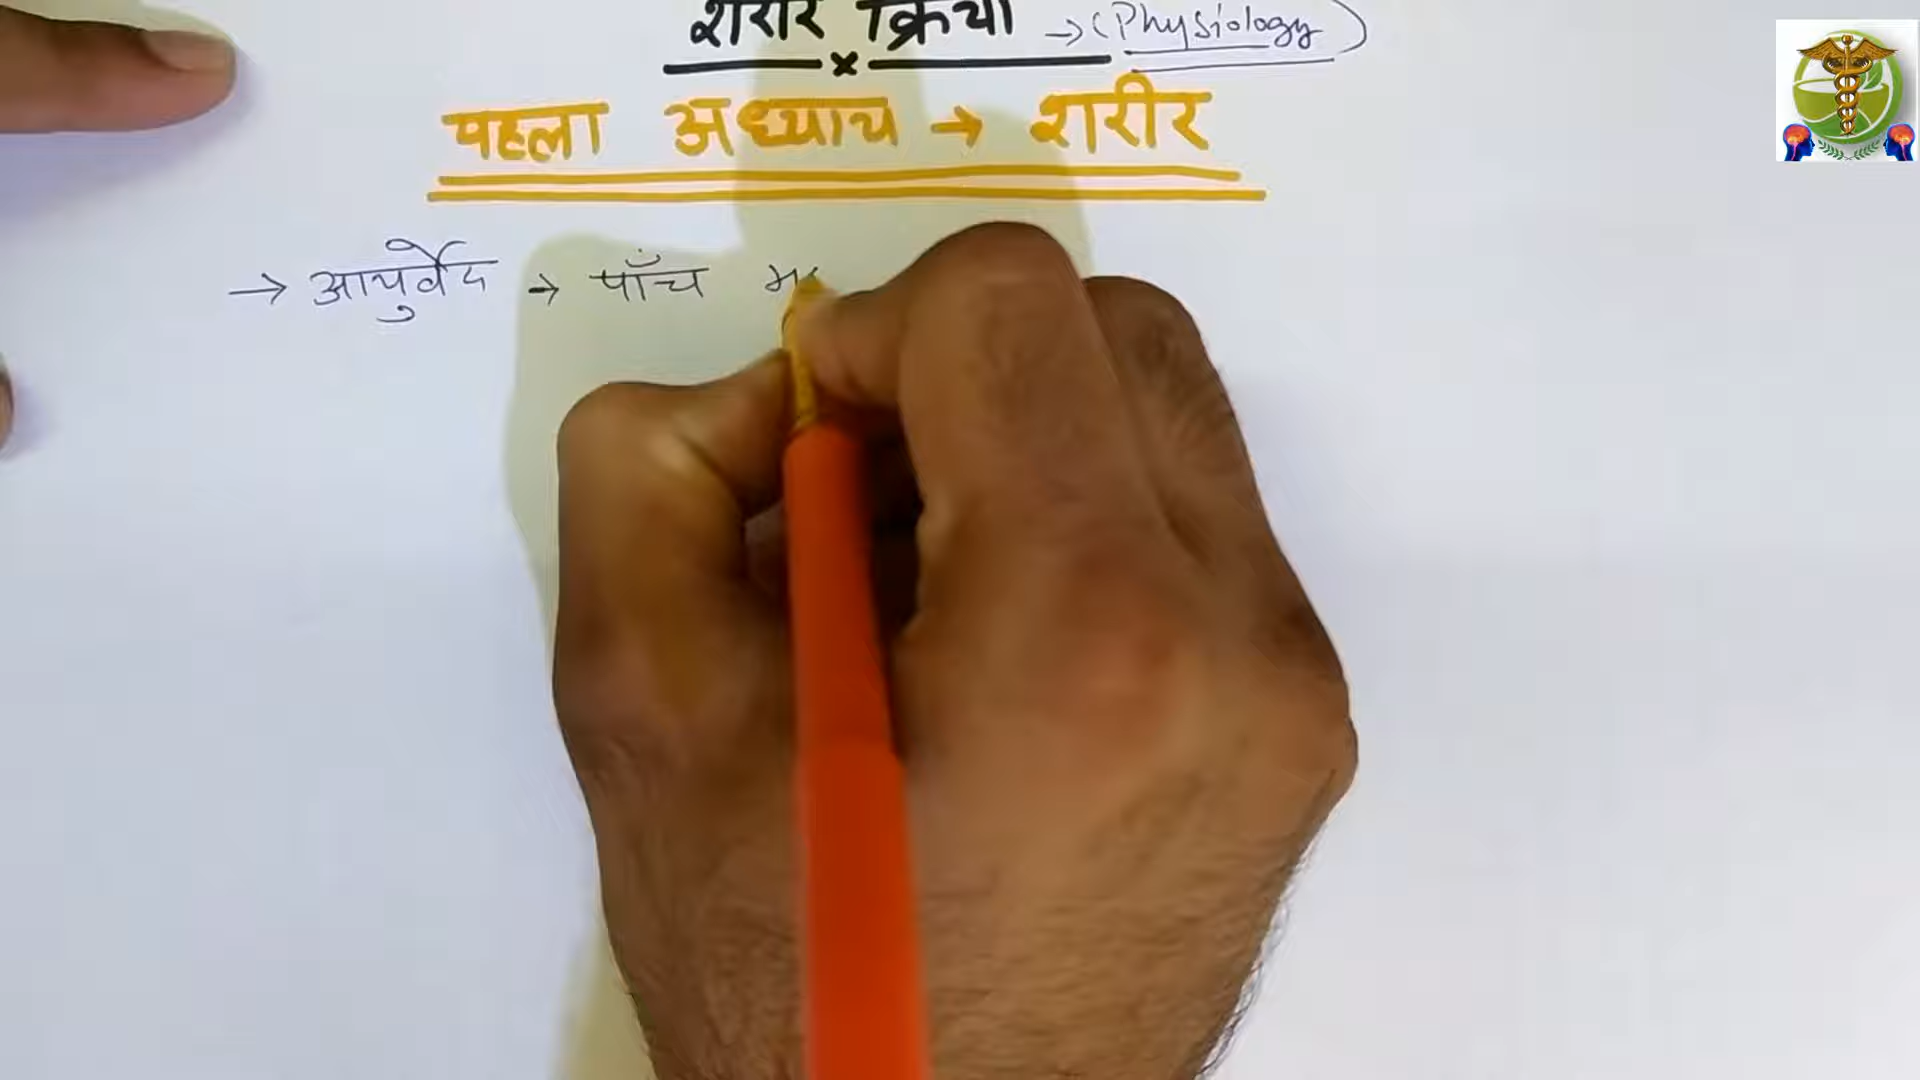 शरीर क्रिया → (Physiology)
पहला अध्याय → शरीर
→ आयुर्वेद → पाँच